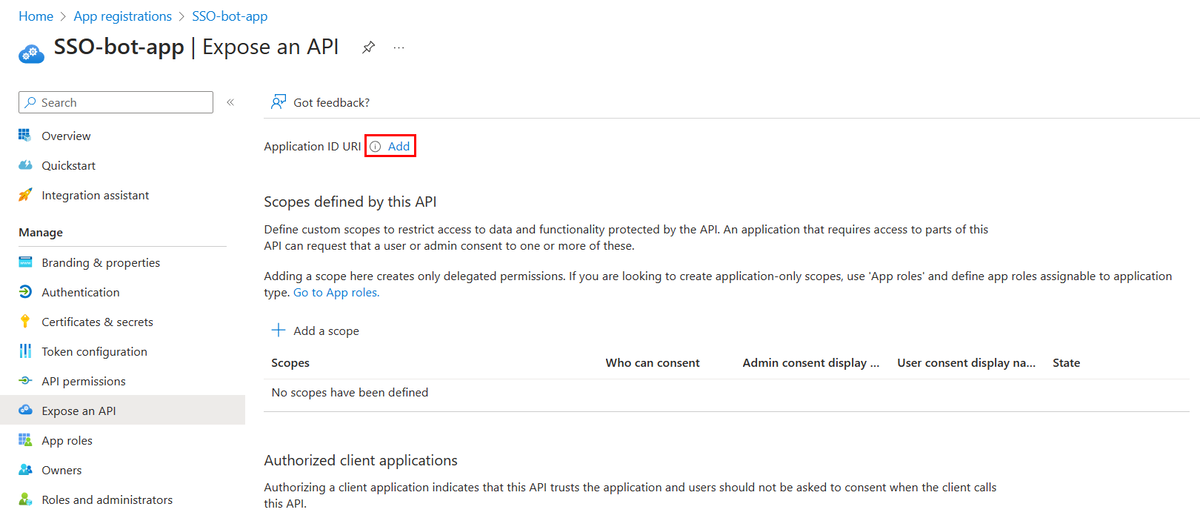 Home > App registrations > SSO-bot-app
SSO-bot-app | Expose an API
Search
Overview
Quickstart
Integration assistant
Manage
Branding & properties
Authentication
Certificates & secrets
Token configuration
API permissions
Expose an API
App roles
Owners
Roles and administrators
Got feedback?
Application ID URI Add
Scopes defined by this API
Define custom scopes to restrict access to data and functionality protected by the API. An application that requires access to parts of this
API can request that a user or admin consent to one or more of these.
Adding a scope here creates only delegated permissions. If you are looking to create application-only scopes, use 'App roles' and define app roles assignable to application
type. Go to App roles.
Add a scope
Scopes Who can consent Admin consent display ... User consent display na... State
No scopes have been defined
Authorized client applications
Authorizing a client application indicates that this API trusts the application and users should not be asked to consent when the client calls
this API.